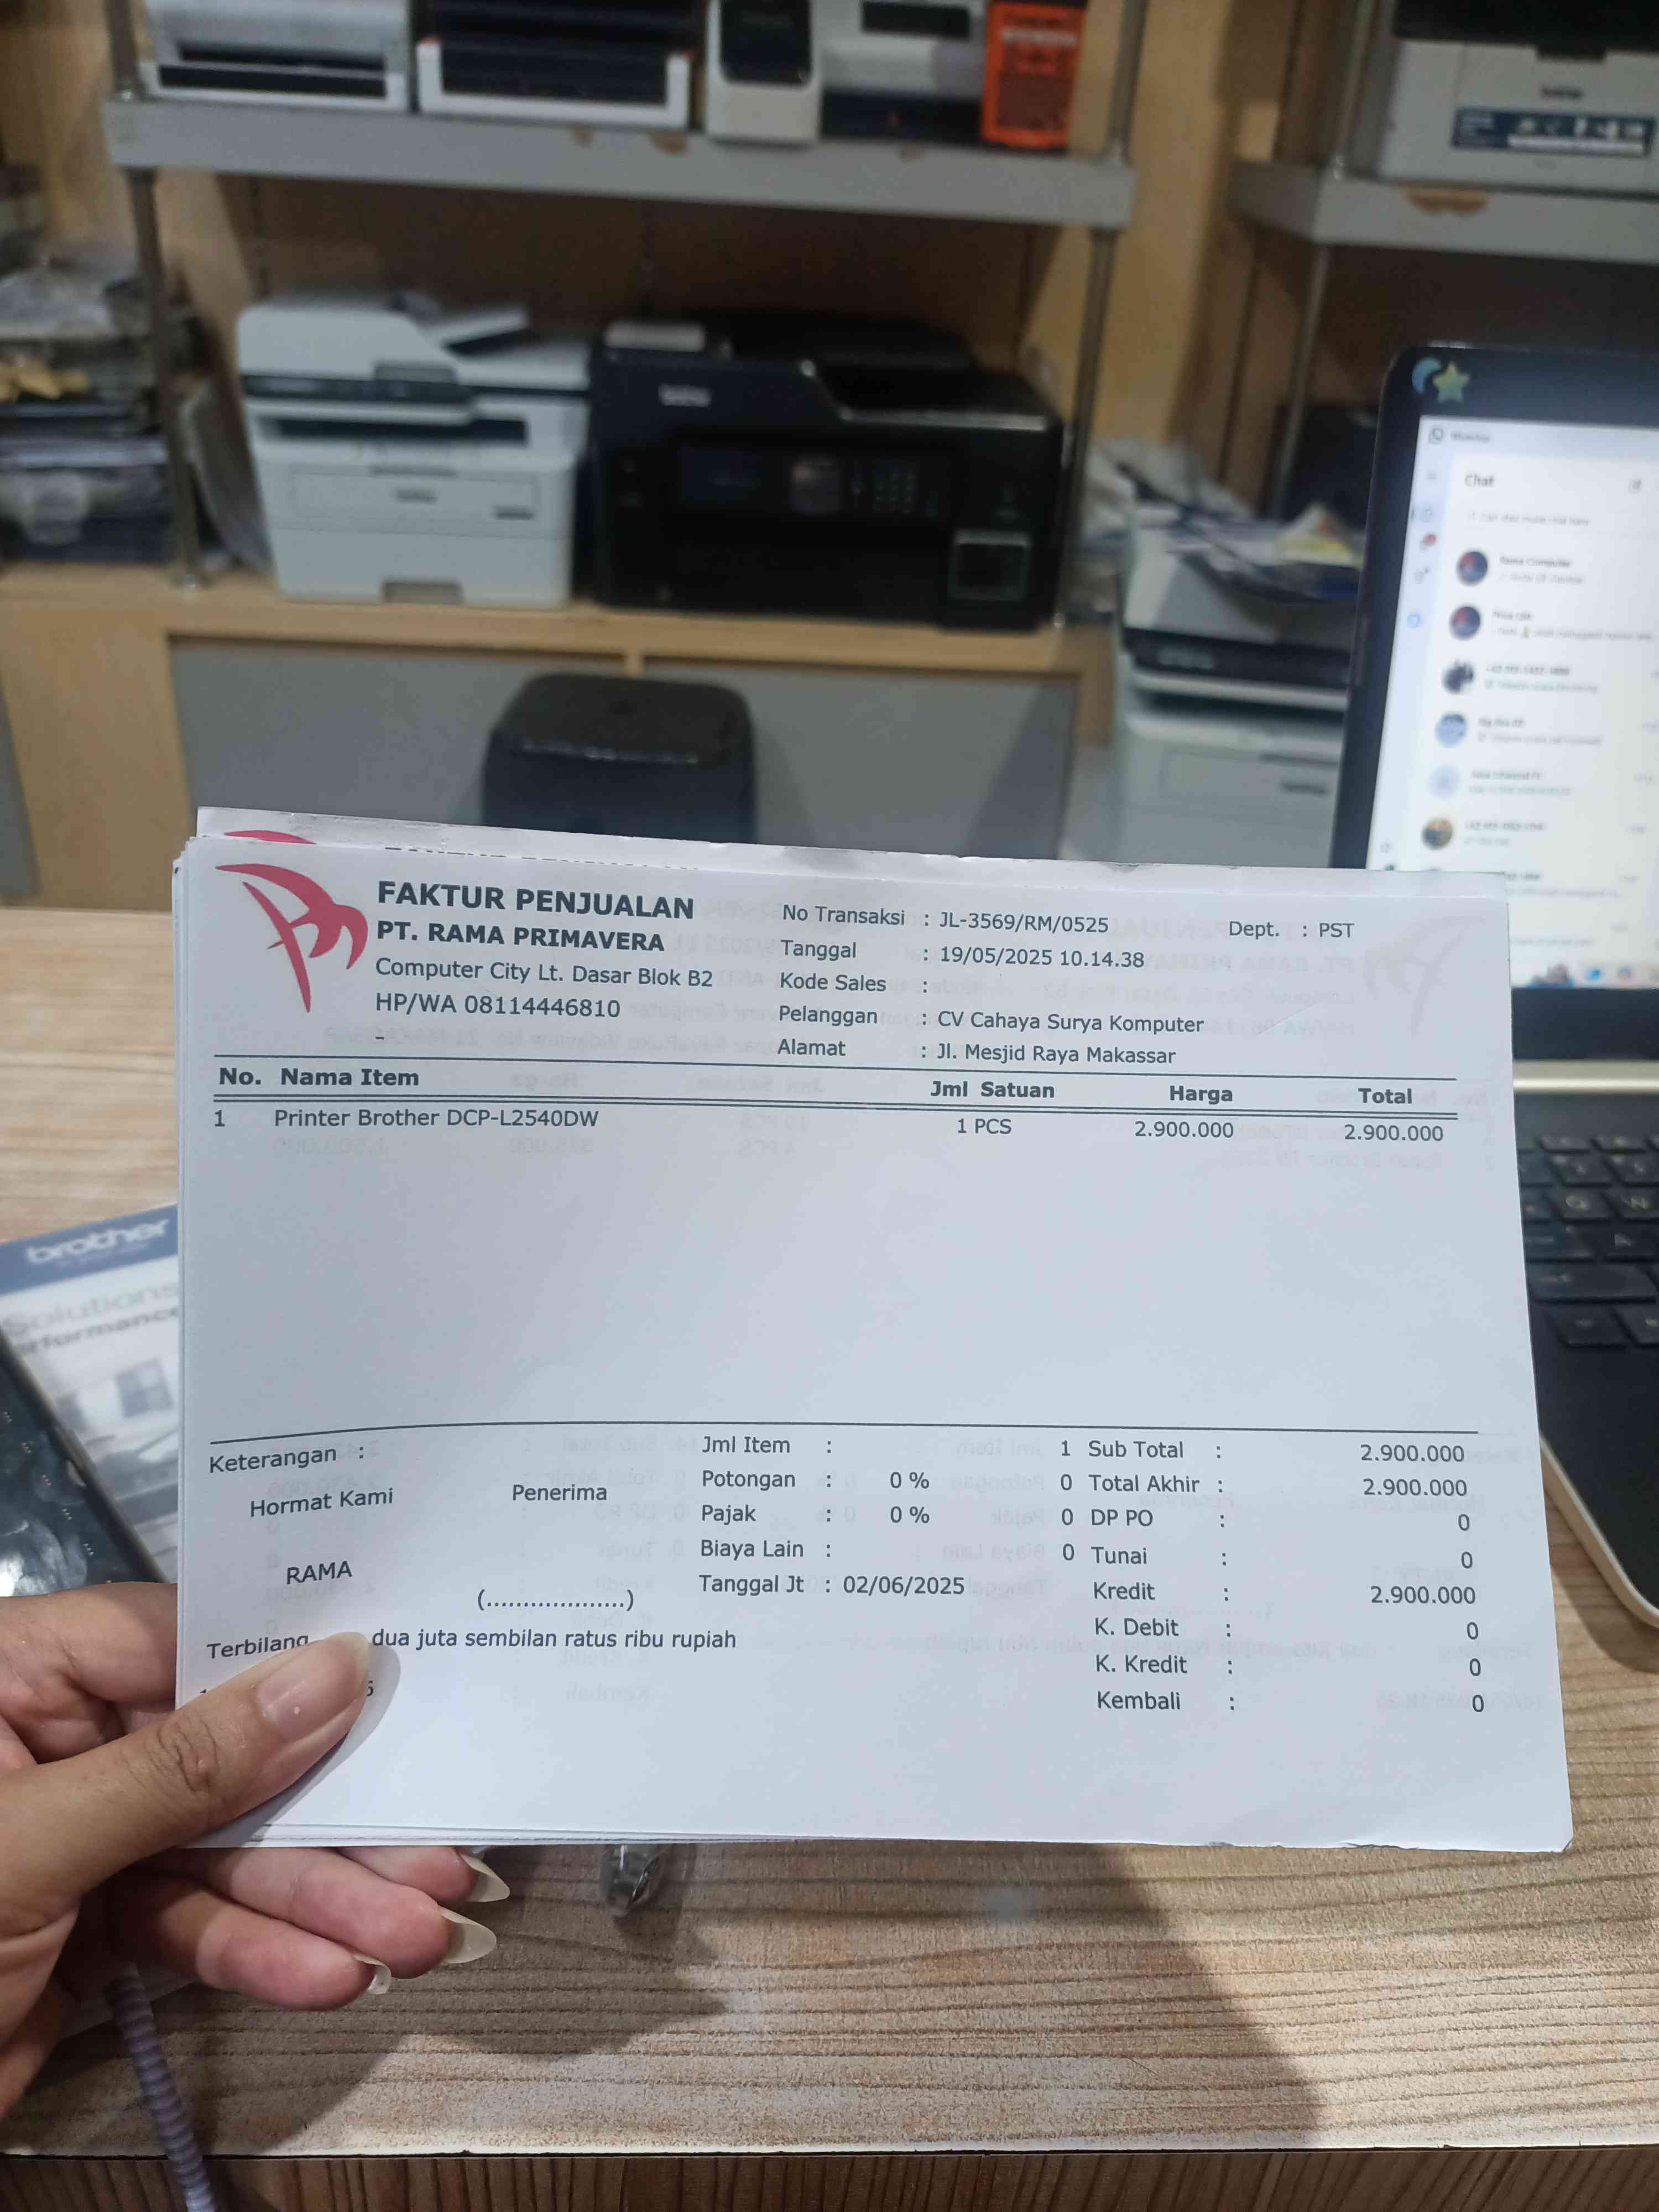 brother
Chat
FAKTUR PENJUALAN
PT. RAMA PRIMAVERA
Computer City Lt. Dasar Blok B2
HP/WA 08114446810
-
No Transaksi : JL-3569/RM/0525
Dept. : PST
Tanggal : 19/05/2025 10.14.38
Kode Sales :
Pelanggan : CV Cahaya Surya Komputer
Alamat : Jl. Mesjid Raya Makassar
No. Nama Item Jml Satuan Harga Total
1 Printer Brother DCP-L2540DW 1 PCS 2.900.000 2.900.000
brother
Solutions
Keterangan :
Hormat Kami
Penerima
RAMA
(...................)
Jml Item : 1
Potongan : 0 % 0
Pajak : 0 % 0
Biaya Lain : 0
Tanggal Jt : 02/06/2025
Sub Total : 2.900.000
Total Akhir : 2.900.000
DP PO : 0
Tunai : 0
Kredit : 2.900.000
K. Debit : 0
K. Kredit : 0
Kembali : 0
Terbilang dua juta sembilan ratus ribu rupiah